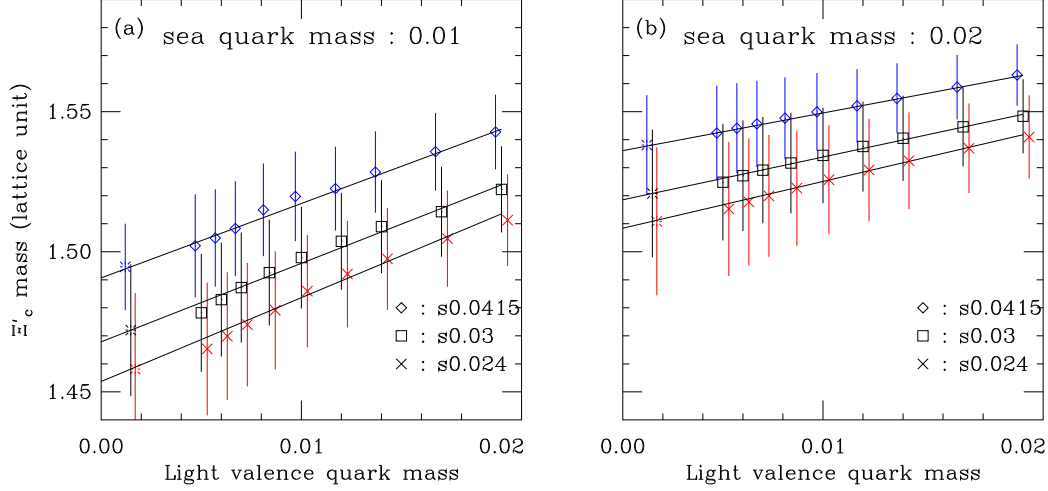 (a)
sea quark mass : 0.01
(b)
sea quark mass : 0.02
Ξ′c mass (lattice unit)
1.55
1.50
1.45
◇ : s0.0415
□ : s0.03
× : s0.024
◇ : s0.0415
□ : s0.03
× : s0.024
0.00 0.01 0.02
0.00 0.01 0.02
Light valence quark mass
Light valence quark mass